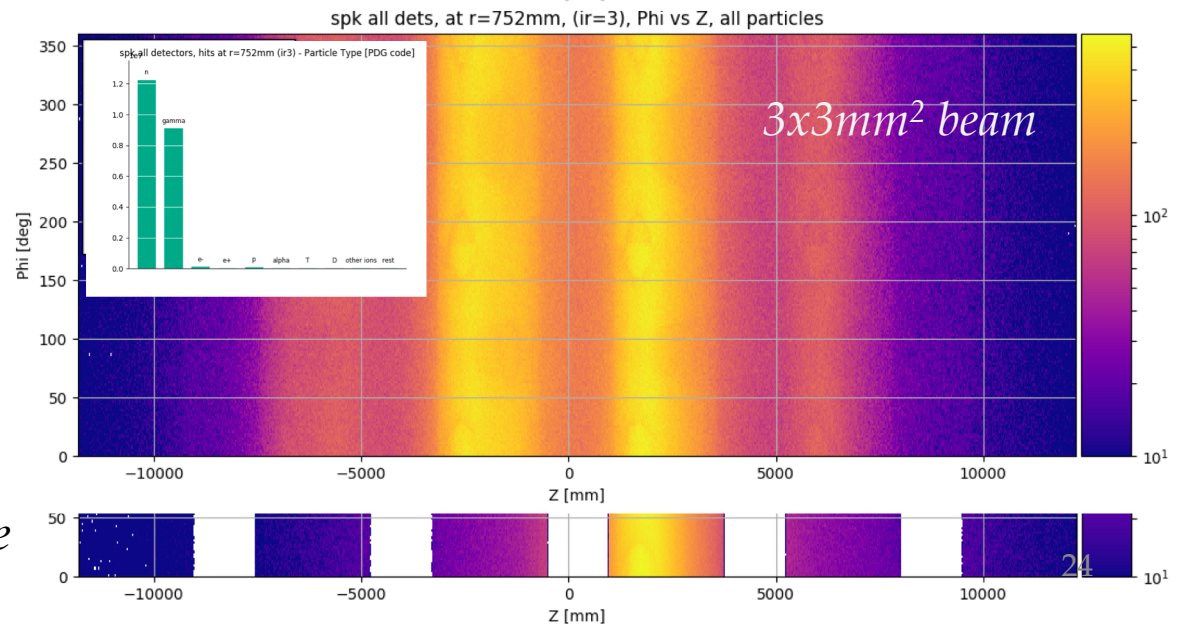 spk all dets, at r=752mm, (ir=3), Phi vs Z, all particles
350
300
250
200
150
100
50
0
Phi [deg]
spk all detectors, hits at r=752mm (ir3) - Particle Type [PDG code]
1.2
1.0
0.8
0.6
0.4
0.2
0.0
n
gamma
e-
e+
p
alpha
T
D
other ions
rest
3x3mm² beam
10²
10¹
−10000
−5000
0
5000
10000
Z [mm]
e
50
0
24
10¹
−10000
−5000
0
5000
10000
Z [mm]